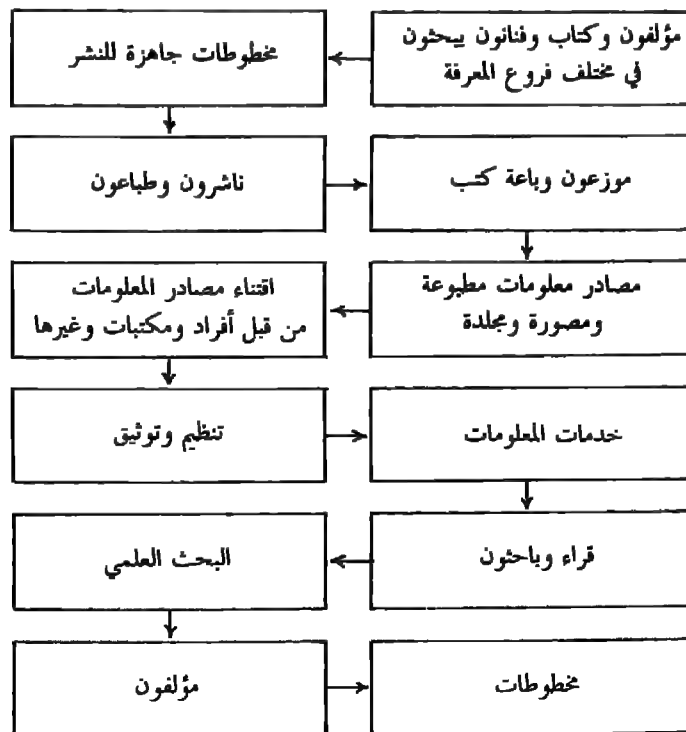 مؤلفون وكتاب وفنانون يبحثون
في مختلف فروع المعرفة
مخطوطات جاهزة للنشر
ناشرون وطباعون
موزعون وباعة كتب
مصادر معلومات مطبوعة
ومصورة ومجلدة
اقتناء مصادر المعلومات
من قبل أفراد ومكتبات وغيرها
تنظيم وتوثيق
خدمات المعلومات
قراء وباحثون
البحث العلمي
مؤلفون
مخطوطات